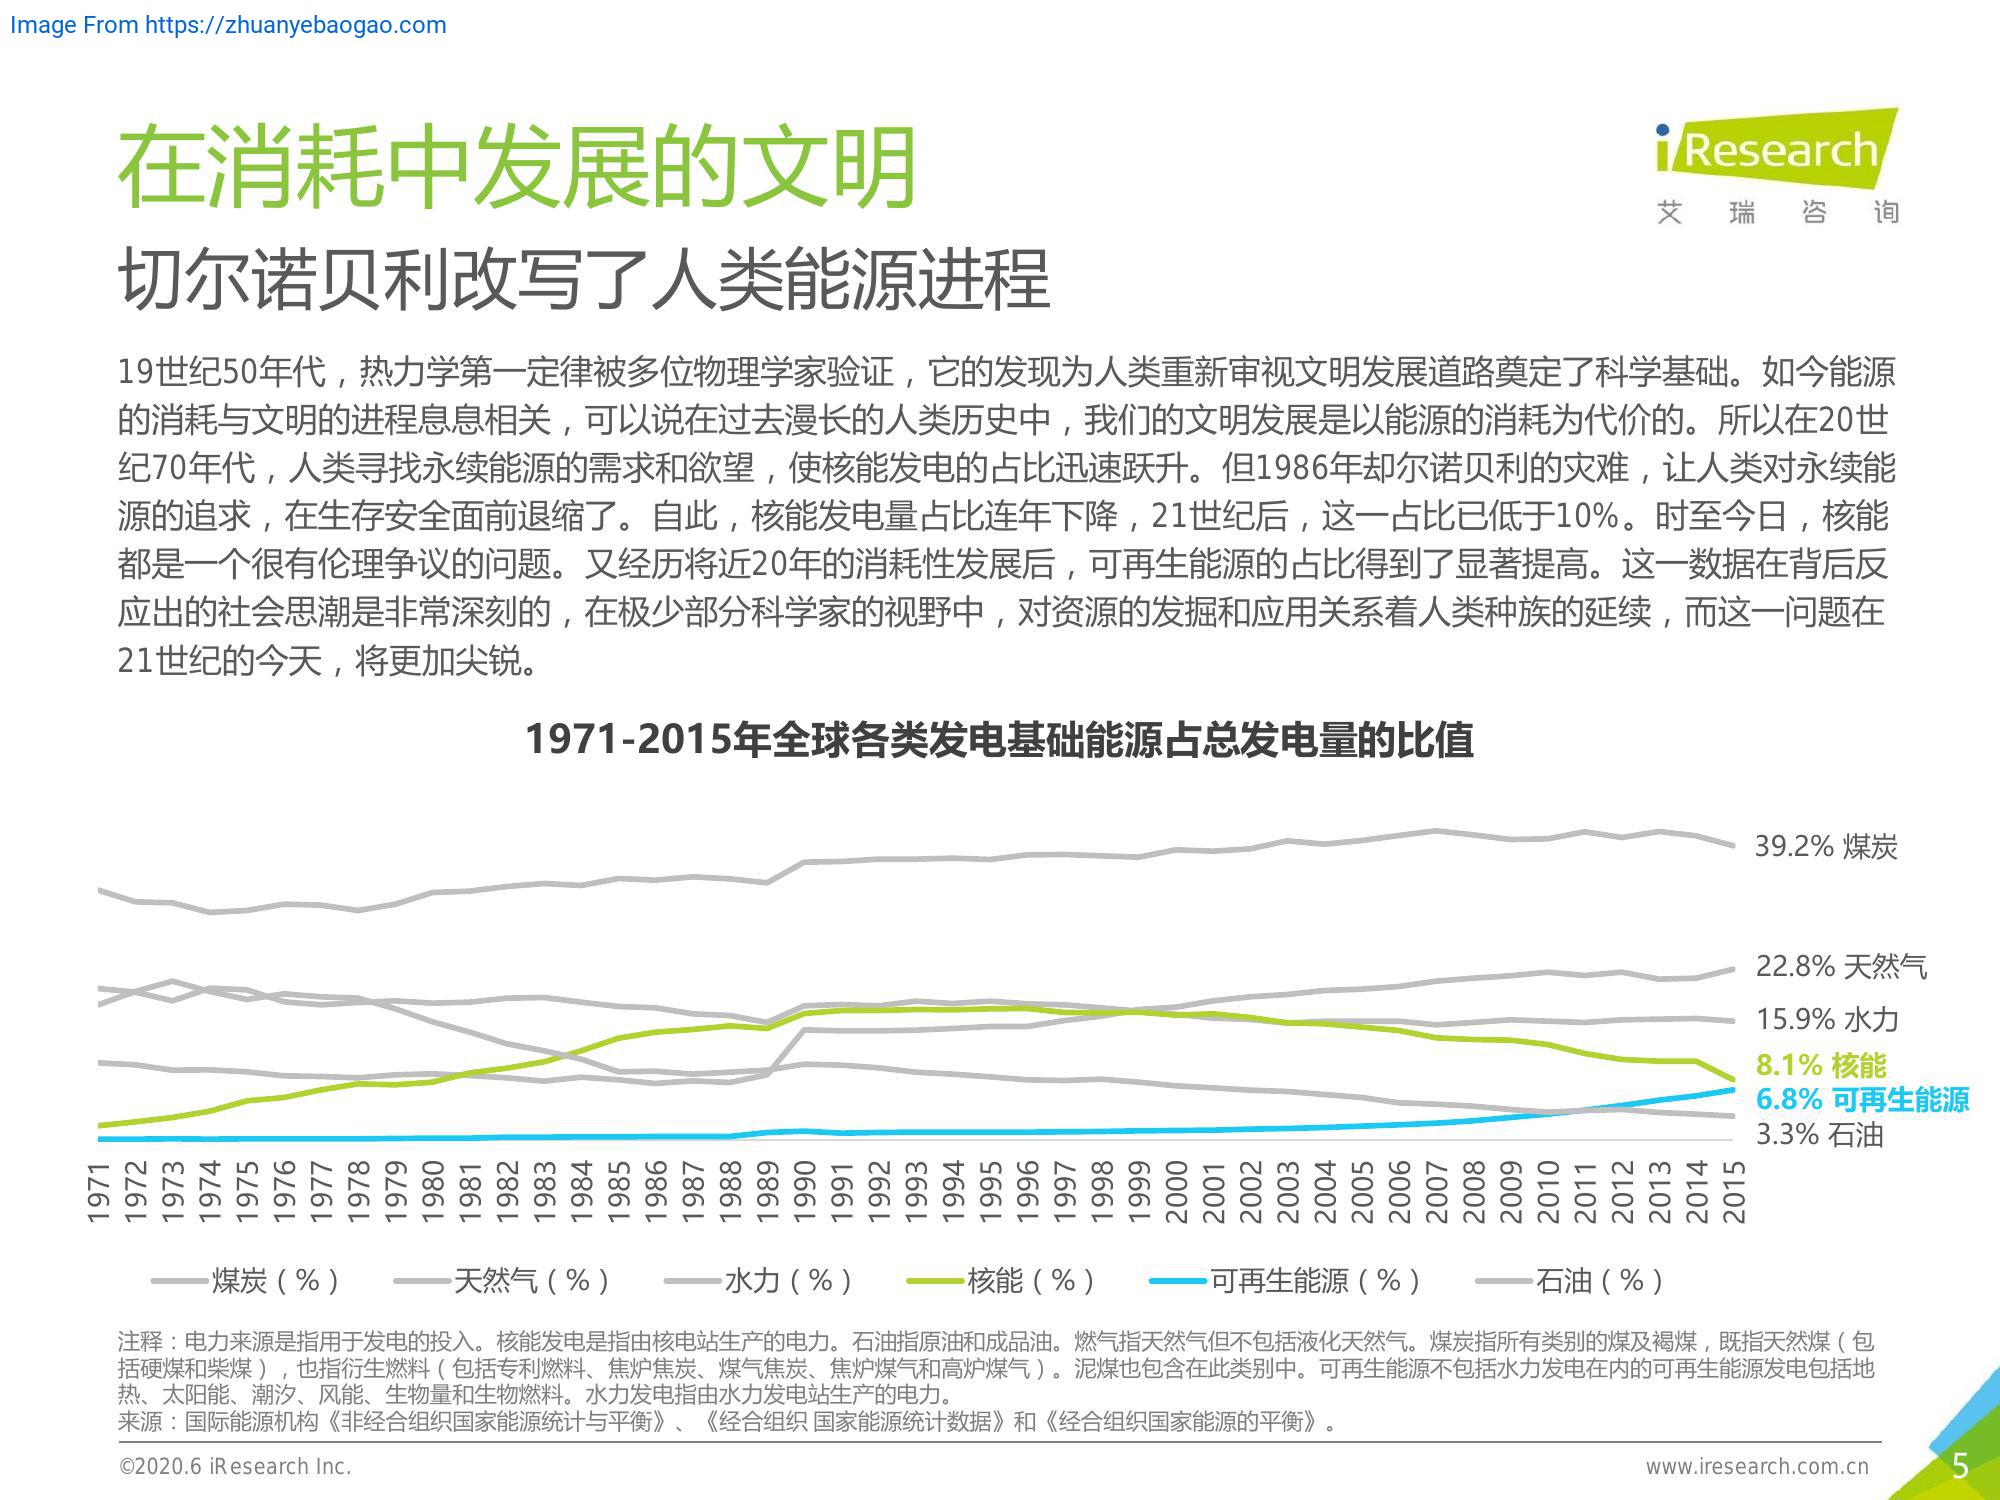 Image From https://zhuanyebaogao.com
在消耗中发展的文明
iResearch
艾瑞咨询
切尔诺贝利改写了人类能源进程
19世纪50年代，热力学第一定律被多位物理学家验证，它的发现为人类重新审视文明发展道路奠定了科学基础。如今能源
的消耗与文明的进程息息相关，可以说在过去漫长的人类历史中，我们的文明发展是以能源的消耗为代价的。所以在20世
纪70年代，人类寻找永续能源的需求和欲望，使核能发电的占比迅速跃升。但1986年却尔诺贝利的灾难，让人类对永续能
源的追求，在生存安全面前退缩了。自此，核能发电量占比连年下降，21世纪后，这一占比已低于10%。时至今日，核能
都是一个很有伦理争议的问题。又经历将近20年的消耗性发展后，可再生能源的占比得到了显著提高。这一数据在背后反
应出的社会思潮是非常深刻的，在极少部分科学家的视野中，对资源的发掘和应用关系着人类种族的延续，而这一问题在
21世纪的今天，将更加尖锐。
1971-2015年全球各类发电基础能源占总发电量的比值
39.2% 煤炭
22.8% 天然气
15.9% 水力
8.1% 核能
6.8% 可再生能源
3.3% 石油
1971 1972 1973 1974 1975 1976 1977 1978 1979 1980 1981 1982 1983 1984 1985 1986 1987 1988 1989 1990 1991 1992 1993 1994 1995 1996 1997 1998 1999 2000 2001 2002 2003 2004 2005 2006 2007 2008 2009 2010 2011 2012 2013 2014 2015
煤炭（%） 天然气（%） 水力（%） 核能（%） 可再生能源（%） 石油（%）
注释：电力来源是指用于发电的投入。核能发电是指由核电站生产的电力。石油指原油和成品油。燃气指天然气但不包括液化天然气。煤炭指所有类别的煤及褐煤，既指天然煤（包
括硬煤和柴煤），也指衍生燃料（包括专利燃料、焦炉焦炭、煤气焦炭、焦炉煤气和高炉煤气）。泥煤也包含在此类别中。可再生能源不包括水力发电在内的可再生能源发电包括地
热、太阳能、潮汐、风能、生物量和生物燃料。水力发电指由水力发电站生产的电力。
来源：国际能源机构《非经合组织国家能源统计与平衡》、《经合组织 国家能源统计数据》和《经合组织国家能源的平衡》。
©2020.6 iResearch Inc.
www.iresearch.com.cn
5